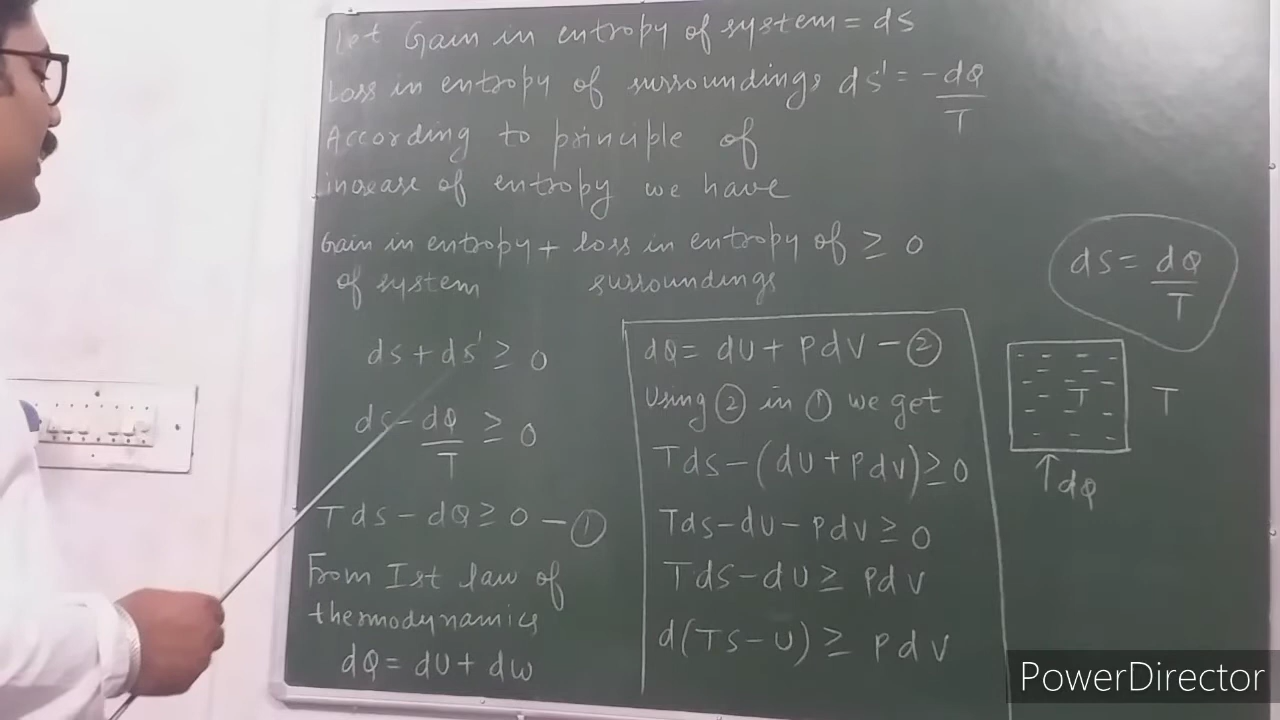 Let Gain in entropy of system = ds
Loss in entropy of surroundings ds' = -dQ/T
According to principle of
increase of entropy we have
Gain in entropy + loss in entropy of ≥ 0
of system surroundings
ds + ds' ≥ 0
ds - dQ/T ≥ 0
Tds - dQ ≥ 0 - ①
From Ist law of
thermodynamics
dQ = dU + dw
dQ = dU + PdV - ②
Using ② in ① we get
Tds - (dU + PdV) ≥ 0
Tds - dU - PdV ≥ 0
Tds - dU ≥ PdV
d(TS - U) ≥ PdV
ds = dQ/T
T T
↑dQ
PowerDirector